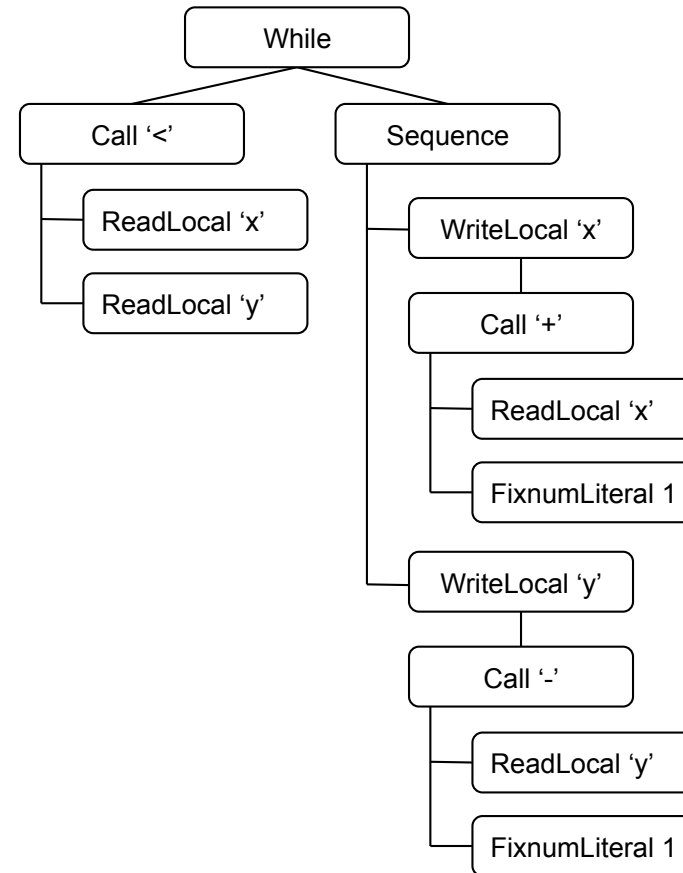 While
Call ‘<’
Sequence
ReadLocal ‘x’
ReadLocal ‘y’
WriteLocal ‘x’
Call ‘+’
ReadLocal ‘x’
FixnumLiteral 1
WriteLocal ‘y’
Call ‘-’
ReadLocal ‘y’
FixnumLiteral 1